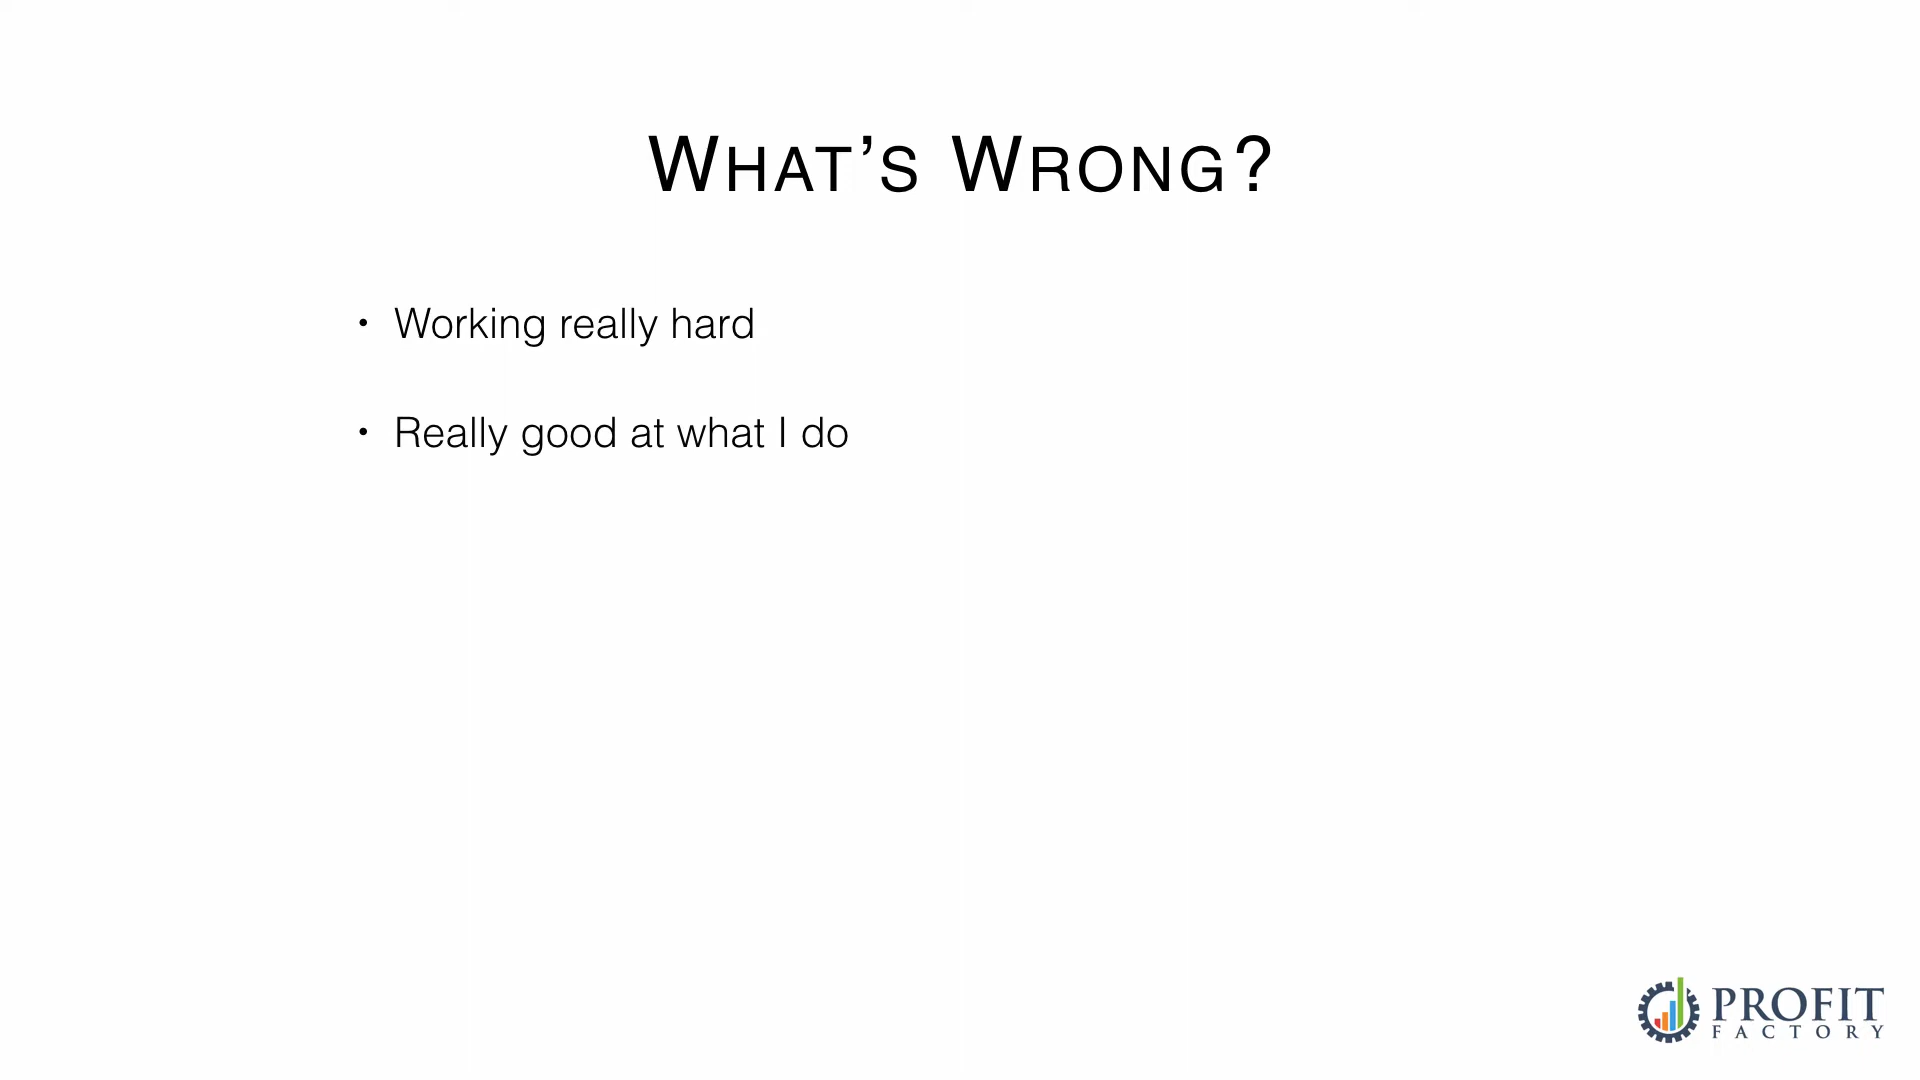 What's Wrong?
• Working really hard
• Really good at what I do
PROFIT
FACTORY